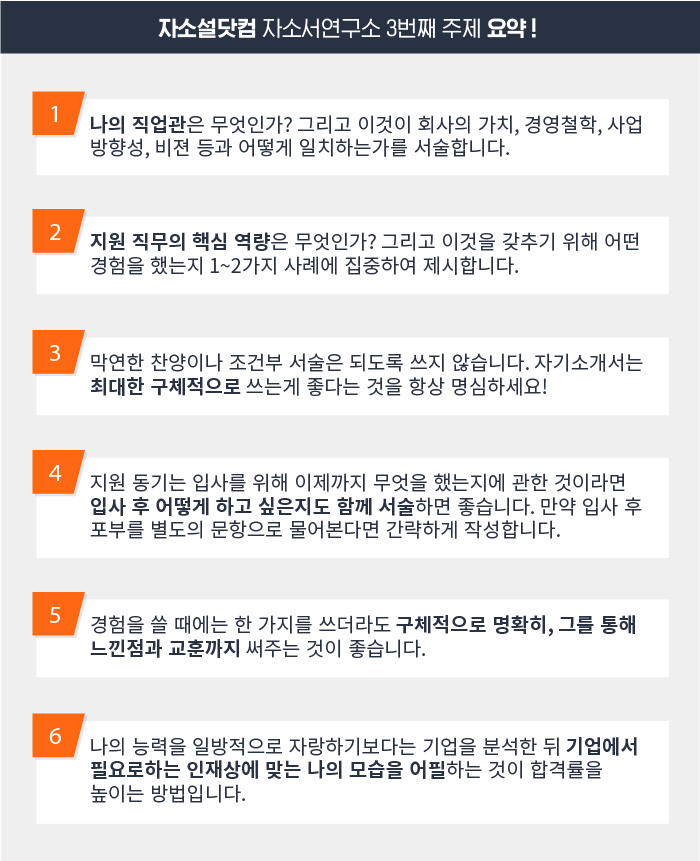 자소설닷컴 자소서연구소 3번째 주제 요약!
1
나의 직업관은 무엇인가? 그리고 이것이 회사의 가치, 경영철학, 사업
방향성, 비젼 등과 어떻게 일치하는가를 서술합니다.
2
지원 직무의 핵심 역량은 무엇인가? 그리고 이것을 갖추기 위해 어떤
경험을 했는지 1~2가지 사례에 집중하여 제시합니다.
3
막연한 찬양이나 조건부 서술은 되도록 쓰지 않습니다. 자기소개서는
최대한 구체적으로 쓰는게 좋다는 것을 항상 명심하세요!
4
지원 동기는 입사를 위해 이제까지 무엇을 했는지에 관한 것이라면
입사 후 어떻게 하고 싶은지도 함께 서술하면 좋습니다. 만약 입사 후
포부를 별도의 문항으로 물어본다면 간략하게 작성합니다.
5
경험을 쓸 때에는 한 가지를 쓰더라도 구체적으로 명확히, 그를 통해
느낀점과 교훈까지 써주는 것이 좋습니다.
6
나의 능력을 일방적으로 자랑하기보다는 기업을 분석한 뒤 기업에서
필요로하는 인재상에 맞는 나의 모습을 어필하는 것이 합격률을
높이는 방법입니다.